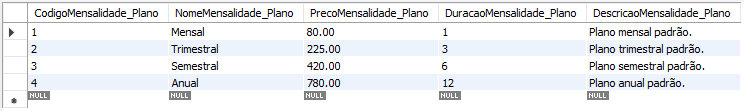 CodigoMensalidade_Plano NomeMensalidade_Plano PrecoMensalidade_Plano DuracaoMensalidade_Plano DescricaoMensalidade_Plano
1 Mensal 80.00 1 Plano mensal padrão.
2 Trimestral 225.00 3 Plano trimestral padrão.
3 Semestral 420.00 6 Plano semestral padrão.
4 Anual 780.00 12 Plano anual padrão.
NULL NULL NULL NULL NULL